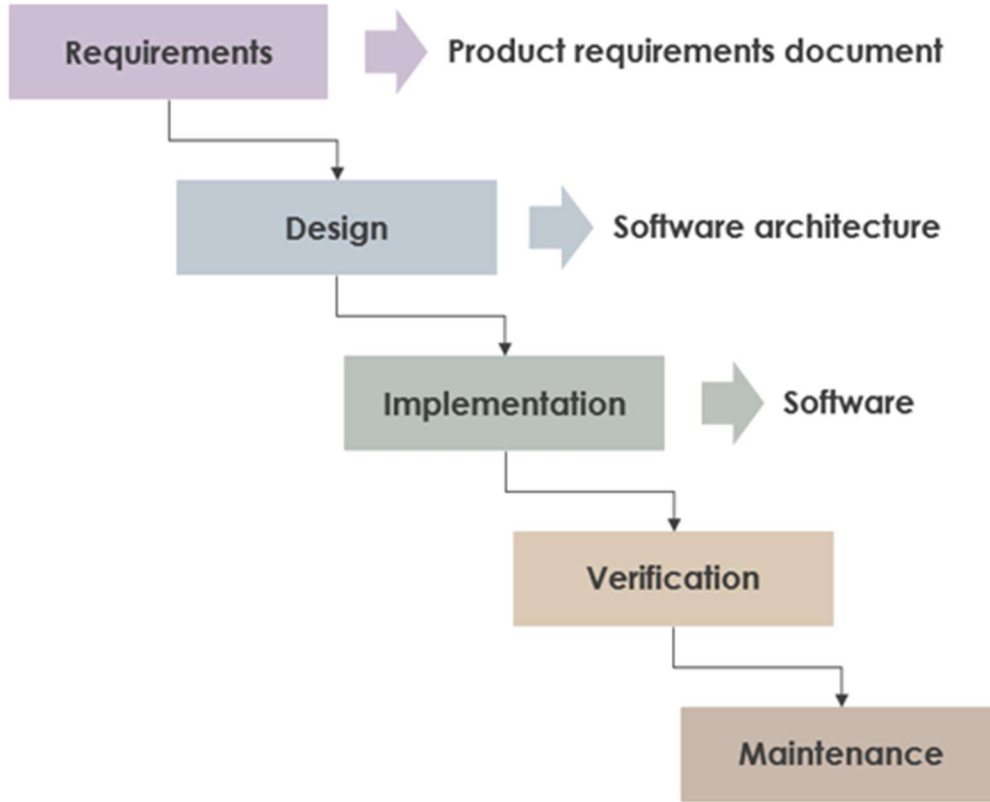 Requirements
Product requirements document
Design
Software architecture
Implementation
Software
Verification
Maintenance